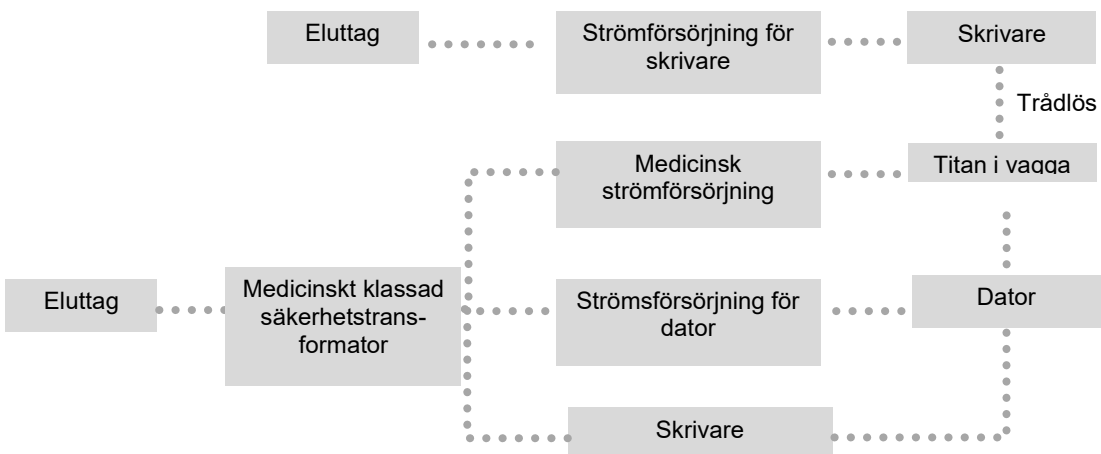 Eluttag
Strömförsörjning för
skrivare
Skrivare
Trådlös
Medicinsk
strömförsörjning
Titan i vagga
Eluttag
Medicinskt klassad
säkerhetstrans-
formator
Strömsförsörjning för
dator
Dator
Skrivare